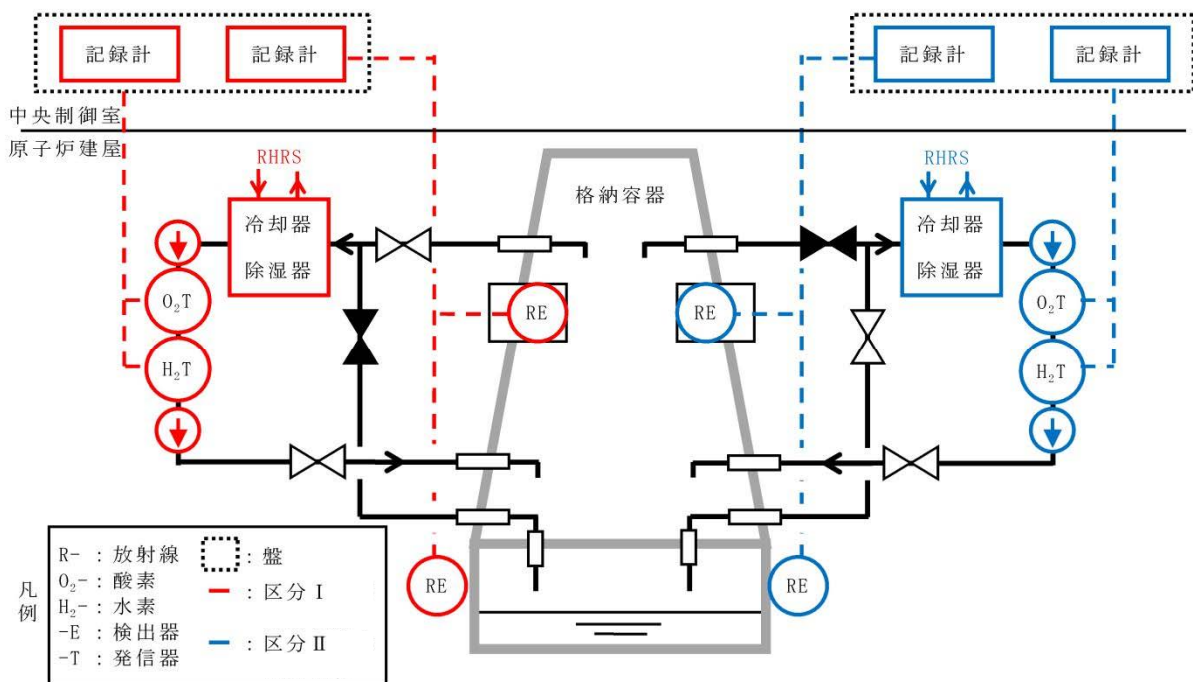 記録計
記録計
記録計
記録計
中央制御室
原子炉建屋
RHRS
RHRS
格納容器
冷却器
除湿器
冷却器
除湿器
O₂T
RE
RE
O₂T
H₂T
H₂T
RE
RE
凡例
R- : 放射線
O₂- : 酸素
H₂- : 水素
-E : 検出器
-T : 発信器
: 盤
: 区分Ⅰ
: 区分Ⅱ